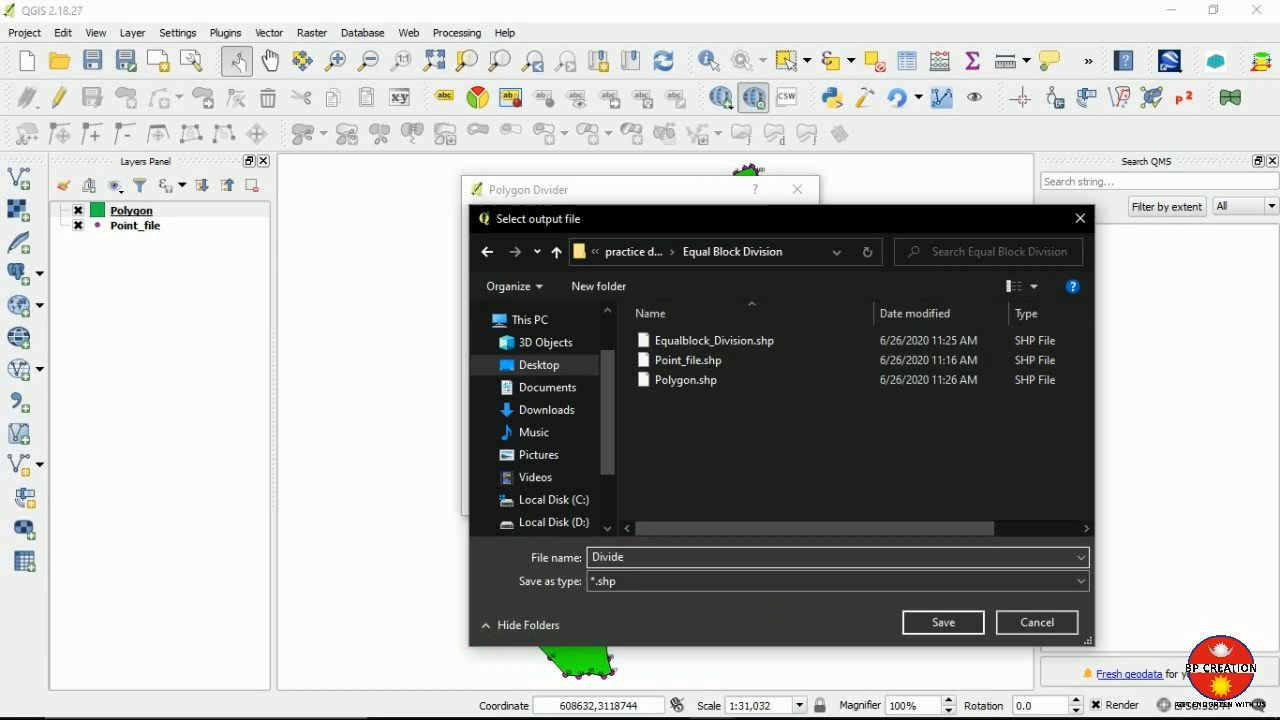 QGIS 2.18.27
Project Edit View Layer Settings Plugins Vector Raster Database Web Processing Help
Layers Panel
Polygon
Point_file
Polygon Divider
Select output file
practice d... Equal Block Division
Search Equal Block Division
Organize
New folder
This PC
3D Objects
Desktop
Documents
Downloads
Music
Pictures
Videos
Local Disk (C:)
Local Disk (D:)
Name Date modified Type
Equalblock_Division.shp 6/26/2020 11:25 AM SHP File
Point_file.shp 6/26/2020 11:16 AM SHP File
Polygon.shp 6/26/2020 11:26 AM SHP File
File name: Divide
Save as type: *.shp
Hide Folders
Save
Cancel
Search QMS
Search string...
Filter by extent
All
Fresh geodata for
BP CREATION
Coordinate 608632,3118744 Scale 1:31,032 Magnifier 100% Rotation 0.0 Render